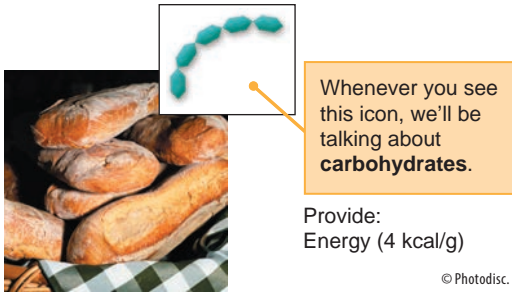 Whenever you see
this icon, we'll be
talking about
carbohydrates.
Provide:
Energy (4 kcal/g)
© Photodisc.